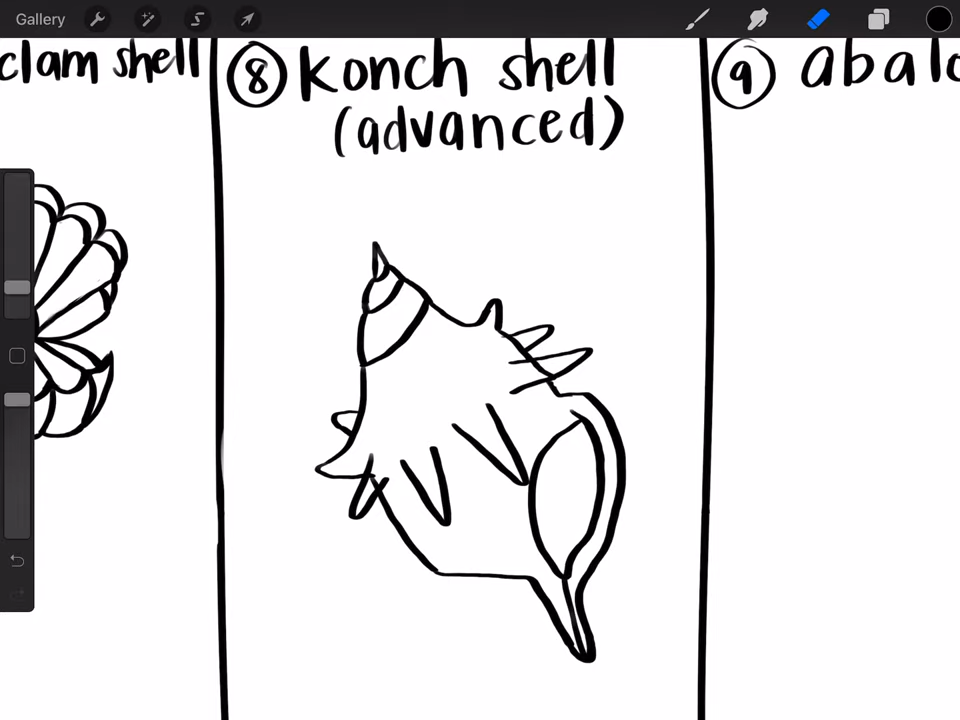 Gallery
clam shell
8 Konch shell
(advanced)
9 abalo